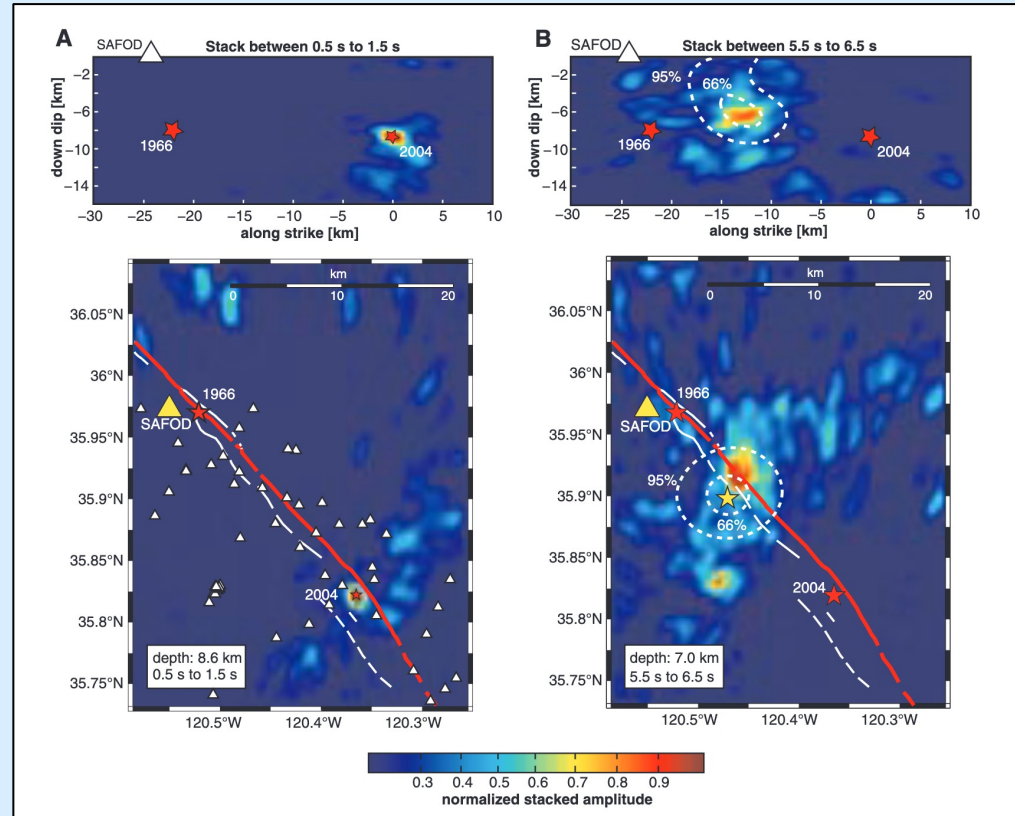 A
SAFOD
Stack between 0.5 s to 1.5 s
down dip [km]
−2
−6
−10
−14
1966
2004
−30 −25 −20 −15 −10 −5 0 5 10
along strike [km]
B
SAFOD
Stack between 5.5 s to 6.5 s
down dip [km]
−2
−6
−10
−14
95%
66%
1966
2004
−30 −25 −20 −15 −10 −5 0 5 10
along strike [km]
km
0 10 20
36.05°N
36°N
35.95°N
35.9°N
35.85°N
35.8°N
35.75°N
1966
SAFOD
2004
depth: 8.6 km
0.5 s to 1.5 s
120.5°W 120.4°W 120.3°W
km
0 10 20
36.05°N
36°N
35.95°N
35.9°N
35.85°N
35.8°N
35.75°N
1966
SAFOD
95%
66%
2004
depth: 7.0 km
5.5 s to 6.5 s
120.5°W 120.4°W 120.3°W
0.3 0.4 0.5 0.6 0.7 0.8 0.9
normalized stacked amplitude